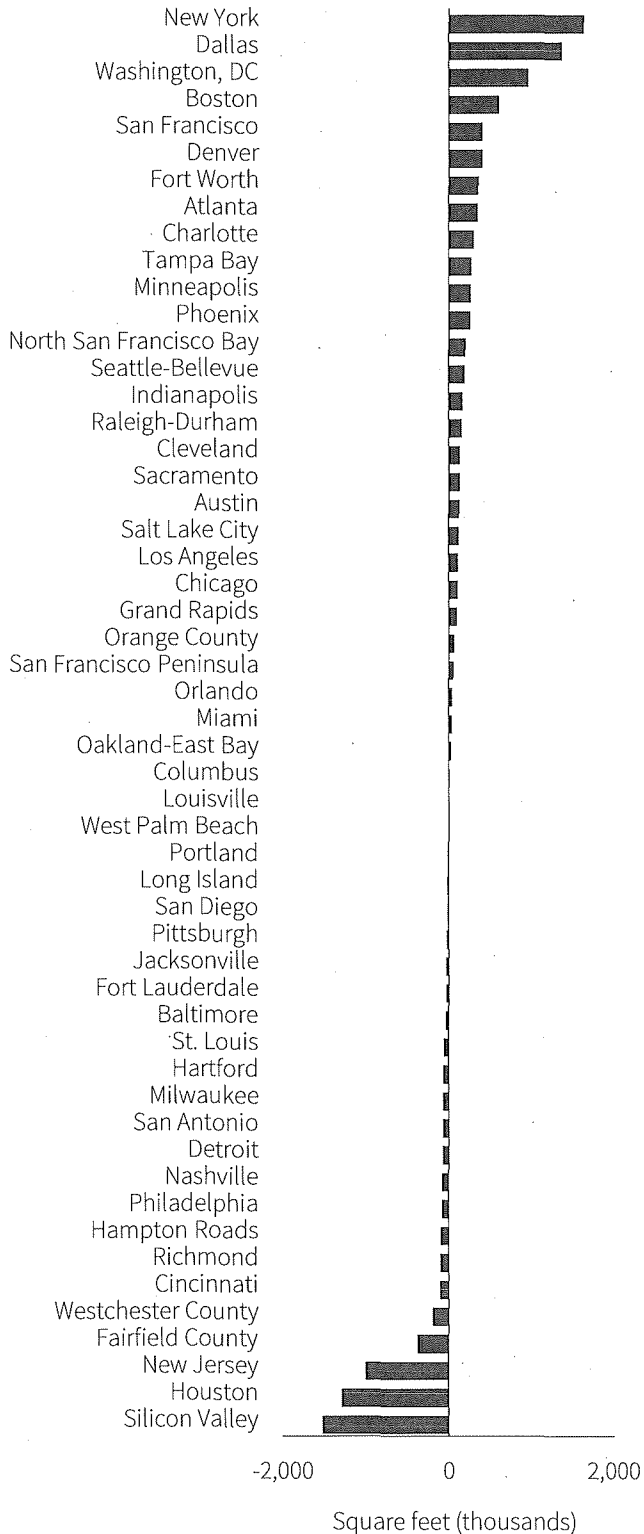 New York
Dallas
Washington, DC
Boston
San Francisco
Denver
Fort Worth
Atlanta
Charlotte
Tampa Bay
Minneapolis
Phoenix
North San Francisco Bay
Seattle-Bellevue
Indianapolis
Raleigh-Durham
Cleveland
Sacramento
Austin
Salt Lake City
Los Angeles
Chicago
Grand Rapids
Orange County
San Francisco Peninsula
Orlando
Miami
Oakland-East Bay
Columbus
Louisville
West Palm Beach
Portland
Long Island
San Diego
Pittsburgh
Jacksonville
Fort Lauderdale
Baltimore
St. Louis
Hartford
Milwaukee
San Antonio
Detroit
Nashville
Philadelphia
Hampton Roads
Richmond
Cincinnati
Westchester County
Fairfield County
New Jersey
Houston
Silicon Valley
-2,000 0 2,000
Square feet (thousands)